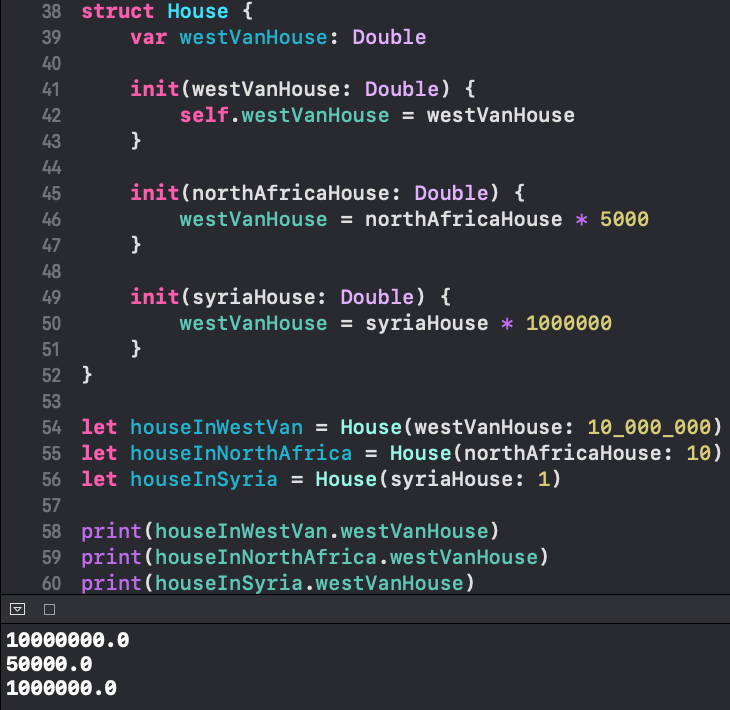 38 struct House {
39     var westVanHouse: Double
40
41     init(westVanHouse: Double) {
42         self.westVanHouse = westVanHouse
43     }
44
45     init(northAfricaHouse: Double) {
46         westVanHouse = northAfricaHouse * 5000
47     }
48
49     init(syriaHouse: Double) {
50         westVanHouse = syriaHouse * 1000000
51     }
52 }
53
54 let houseInWestVan = House(westVanHouse: 10_000_000)
55 let houseInNorthAfrica = House(northAfricaHouse: 10)
56 let houseInSyria = House(syriaHouse: 1)
57
58 print(houseInWestVan.westVanHouse)
59 print(houseInNorthAfrica.westVanHouse)
60 print(houseInSyria.westVanHouse)
10000000.0
50000.0
1000000.0